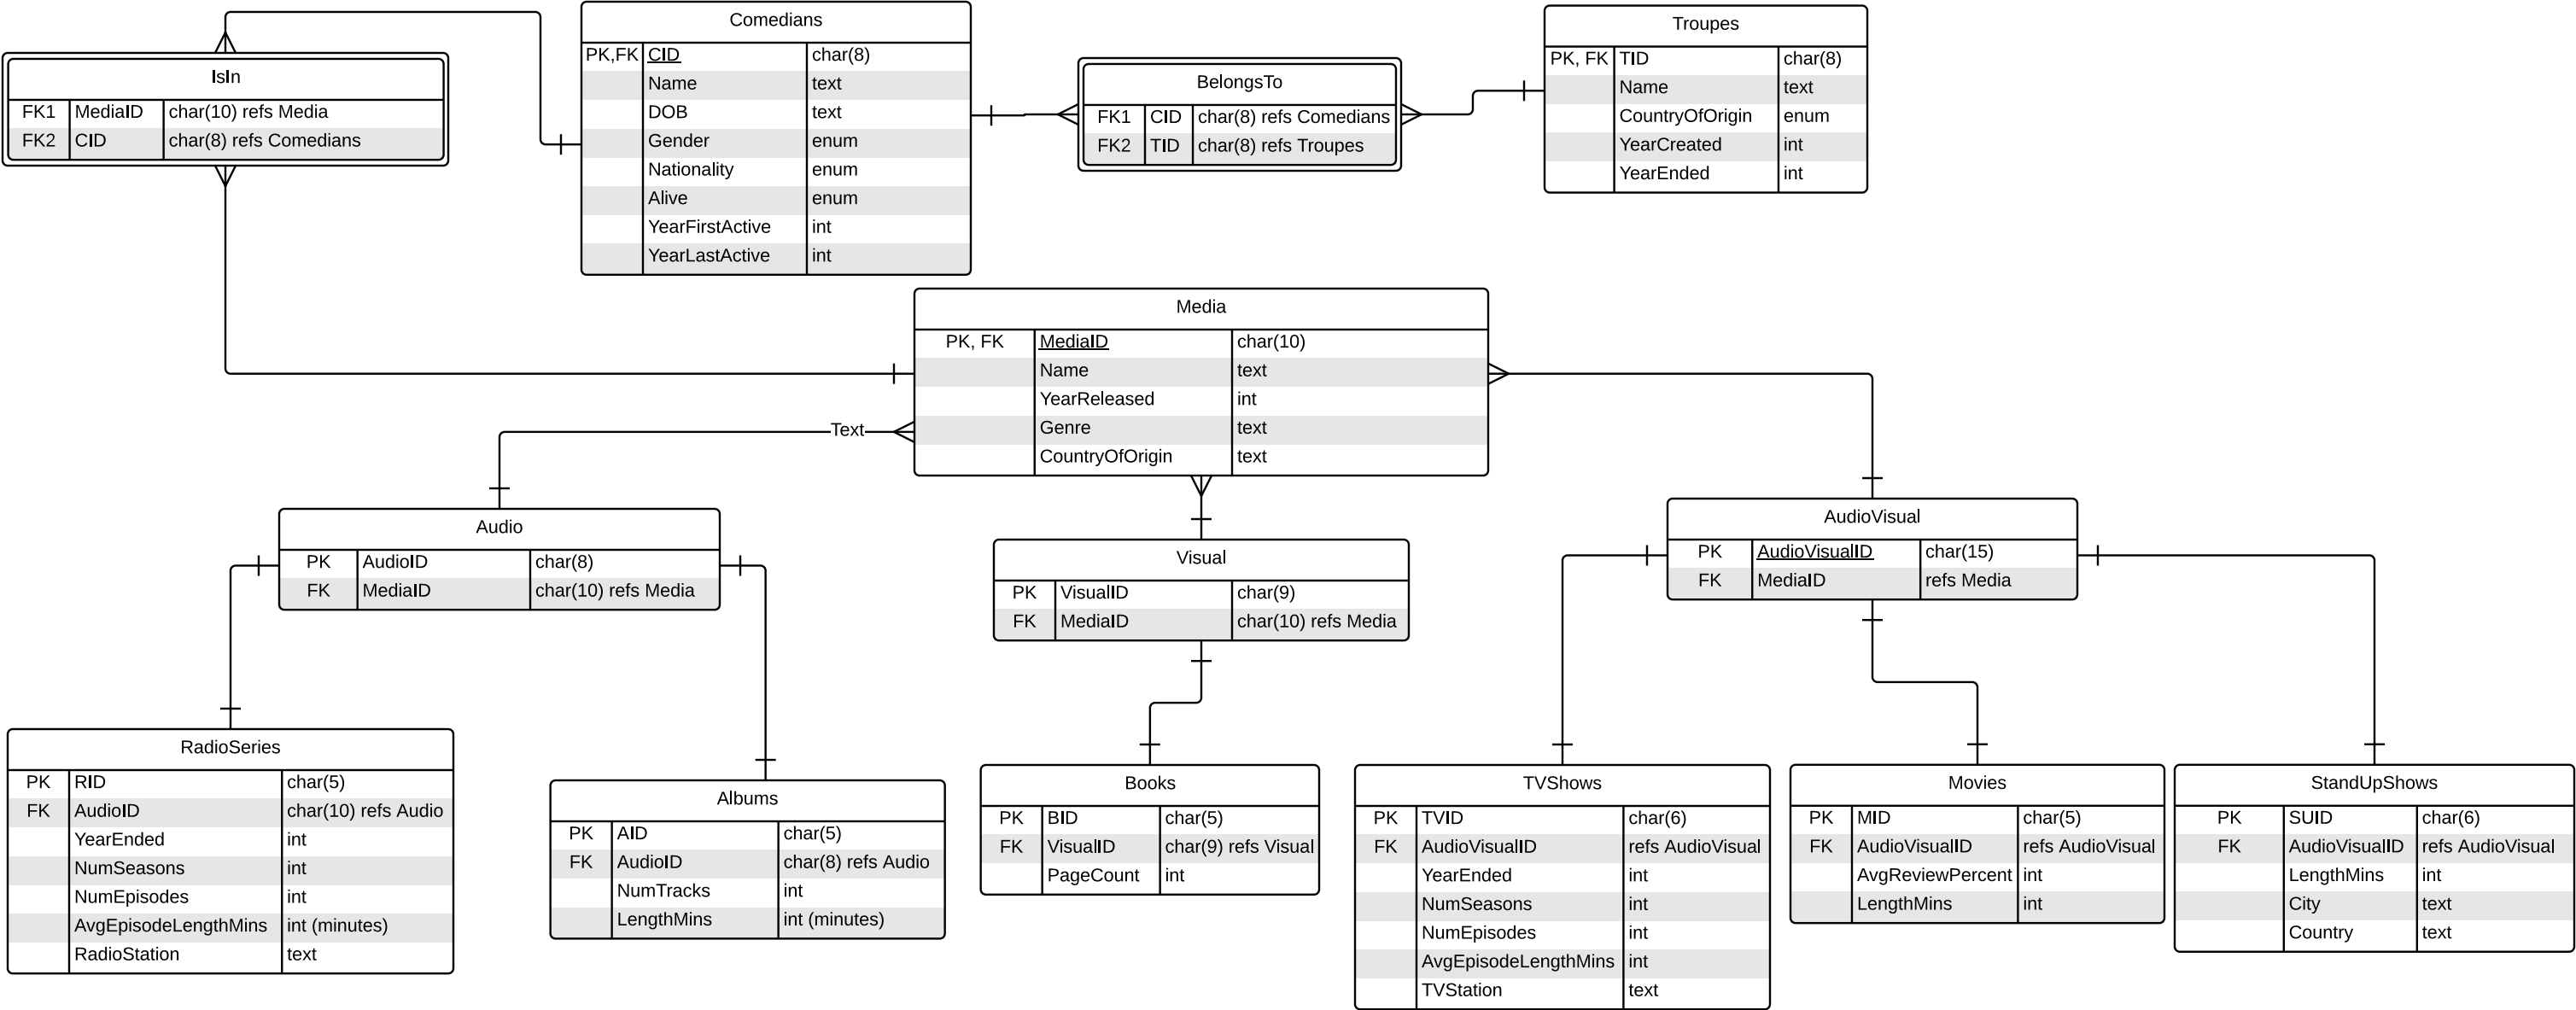 IsIn
FK1 MediaID char(10) refs Media
FK2 CID char(8) refs Comedians
Comedians
PK,FK CID char(8)
Name text
DOB text
Gender enum
Nationality enum
Alive enum
YearFirstActive int
YearLastActive int
BelongsTo
FK1 CID char(8) refs Comedians
FK2 TID char(8) refs Troupes
Troupes
PK, FK TID char(8)
Name text
CountryOfOrigin enum
YearCreated int
YearEnded int
Media
PK, FK MediaID char(10)
Name text
YearReleased int
Genre text
CountryOfOrigin text
Text
Audio
PK AudioID char(8)
FK MediaID char(10) refs Media
Visual
PK VisualID char(9)
FK MediaID char(10) refs Media
AudioVisual
PK AudioVisualID char(15)
FK MediaID refs Media
RadioSeries
PK RID char(5)
FK AudioID char(10) refs Audio
YearEnded int
NumSeasons int
NumEpisodes int
AvgEpisodeLengthMins int (minutes)
RadioStation text
Albums
PK AID char(5)
FK AudioID char(8) refs Audio
NumTracks int
LengthMins int (minutes)
Books
PK BID char(5)
FK VisualID char(9) refs Visual
PageCount int
TVShows
PK TVID char(6)
FK AudioVisualID refs AudioVisual
YearEnded int
NumSeasons int
NumEpisodes int
AvgEpisodeLengthMins int
TVStation text
Movies
PK MID char(5)
FK AudioVisualID refs AudioVisual
AvgReviewPercent int
LengthMins int
StandUpShows
PK SUID char(6)
FK AudioVisualID refs AudioVisual
LengthMins int
City text
Country text